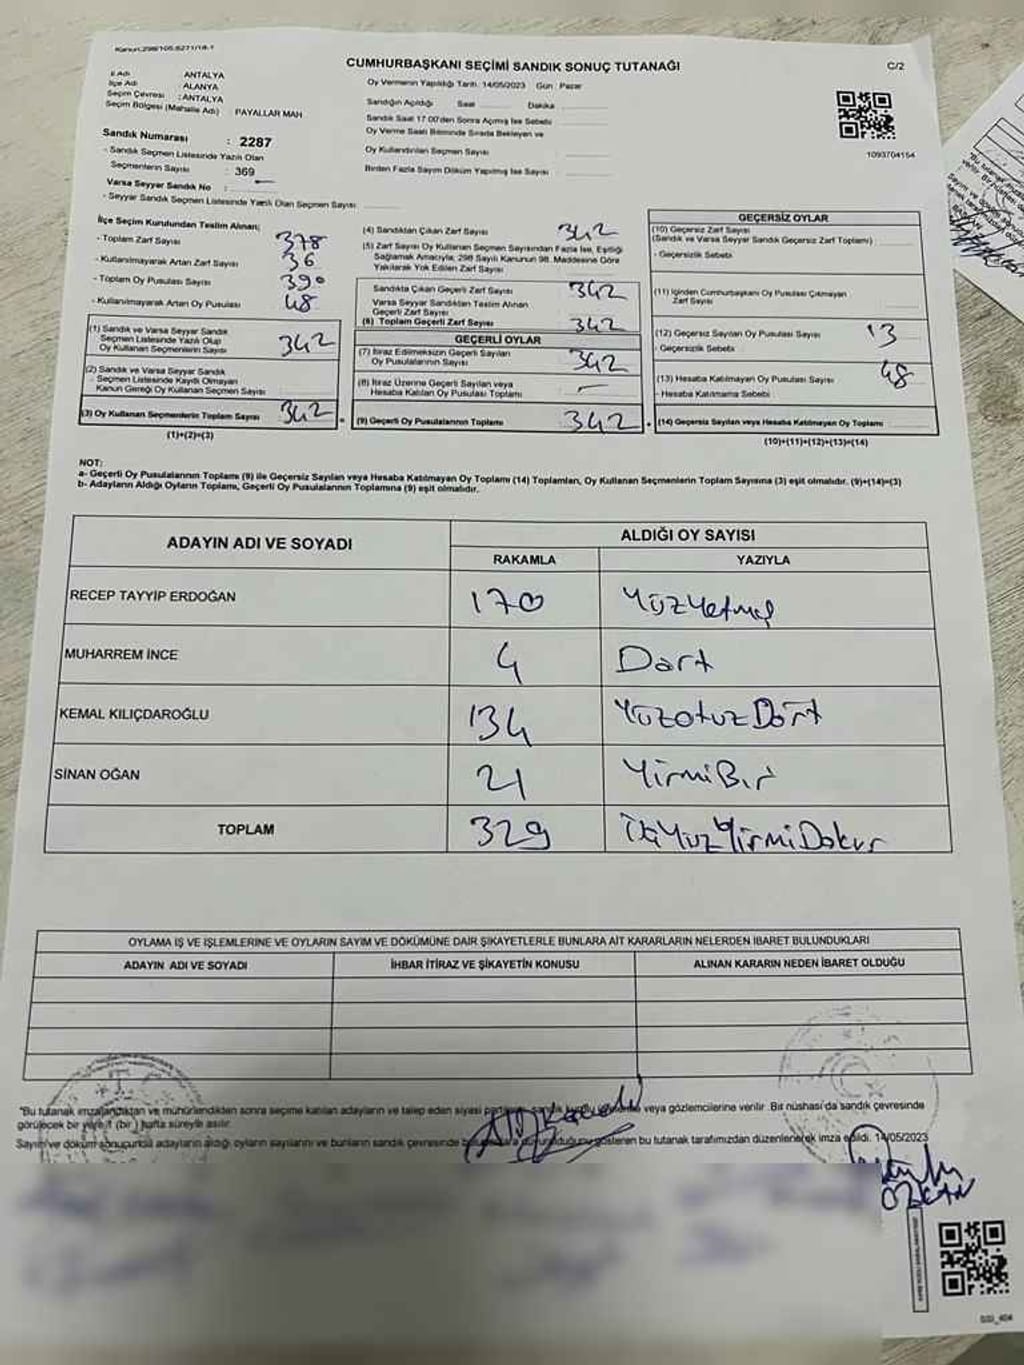 Kanun:298/105,6271/18-1
CUMHURBAŞKANI SEÇİMİ SANDIK SONUÇ TUTANAĞI
C/2
İl Adı ANTALYA
İlçe Adı ALANYA
Seçim Çevresi : ANTALYA
Seçim Bölgesi (Mahalle Adı) : PAYALLAR MAH
Sandık Numarası : 2287
- Sandık Seçmen Listesinde Yazılı Olan
Seçmenlerin Sayısı : 369
Varsa Seyyar Sandık No :
- Seyyar Sandık Seçmen Listesinde Yazılı Olan Seçmen Sayısı
Oy Vermenin Yapıldığı Tarih: 14/05/2023 Gün : Pazar
Sandığın Açıldığı Saat Dakika
Sandık Saat 17.00'den Sonra Açılmış İse Sebebi
Oy Verme Saati Bitiminde Sırada Bekleyen ve
Oy Kullandırılan Seçmen Sayısı
Birden Fazla Sayım Döküm Yapılmış İse Sayısı
1093704154
İlçe Seçim Kurulundan Teslim Alınan;
- Toplam Zarf Sayısı 378
- Kullanılmayarak Artan Zarf Sayısı 36
- Toplam Oy Pusulası Sayısı 390
- Kullanılmayarak Artan Oy Pusulası 48
(1) Sandık ve Varsa Seyyar Sandık
Seçmen Listesinde Yazılı Olup
Oy Kullanan Seçmenlerin Sayısı 342
(2) Sandık ve Varsa Seyyar Sandık
- Seçmen Listesinde Kayıtlı Olmayan
Kanun Gereği Oy Kullanan Seçmen Sayısı
(3) Oy Kullanan Seçmenlerin Toplam Sayısı 342
(1)+(2)=(3)
(4) Sandıktan Çıkan Zarf Sayısı 342
(5) Zarf Sayısı Oy Kullanan Seçmen Sayısından Fazla İse, Eşitliği
Sağlamak Amacıyla, 298 Sayılı Kanunun 98. Maddesine Göre
Yakılarak Yok Edilen Zarf Sayısı
Sandıkta Çıkan Geçerli Zarf Sayısı 342
Varsa Seyyar Sandıktan Teslim Alınan
Geçerli Zarf Sayısı
(6) Toplam Geçerli Zarf Sayısı 342
GEÇERLİ OYLAR
(7) İtiraz Edilmeksizin Geçerli Sayılan
Oy Pusulalarının Sayısı 342
(8) İtiraz Üzerine Geçerli Sayılan veya
Hesaba Katılan Oy Pusulası Toplamı —
(9) Geçerli Oy Pusulalarının Toplamı 342
GEÇERSİZ OYLAR
(10) Geçersiz Zarf Sayısı
(Sandık ve Varsa Seyyar Sandık Geçersiz Zarf Toplamı)
- Geçersizlik Sebebi
(11) İçinden Cumhurbaşkanı Oy Pusulası Çıkmayan
Zarf Sayısı
(12) Geçersiz Sayılan Oy Pusulası Sayısı 13
- Geçersizlik Sebebi
(13) Hesaba Katılmayan Oy Pusulası Sayısı 48
- Hesaba Katılmama Sebebi
(14) Geçersiz Sayılan veya Hesaba Katılmayan Oy Toplamı
(10)+(11)+(12)+(13)=(14)
NOT:
a- Geçerli Oy Pusulalarının Toplamı (9) ile Geçersiz Sayılan veya Hesaba Katılmayan Oy Toplamı (14) Toplamları, Oy Kullanan Seçmenlerin Toplam Sayısına (3) eşit olmalıdır. (9)+(14)=(3)
b- Adayların Aldığı Oyların Toplamı, Geçerli Oy Pusulalarının Toplamına (9) eşit olmalıdır.
ADAYIN ADI VE SOYADI
ALDIĞI OY SAYISI
RAKAMLA YAZIYLA
RECEP TAYYİP ERDOĞAN 170 Yüzyetmiş
MUHARREM İNCE 4 Dört
KEMAL KILIÇDAROĞLU 134 YüzotuzDört
SİNAN OĞAN 21 YirmiBir
TOPLAM 329 İkiYüzYirmiDokuz
OYLAMA İŞ VE İŞLEMLERİNE VE OYLARIN SAYIM VE DÖKÜMÜNE DAİR ŞİKAYETLERLE BUNLARA AİT KARARLARIN NELERDEN İBARET BULUNDUKLARI
ADAYIN ADI VE SOYADI İHBAR İTİRAZ VE ŞİKAYETİN KONUSU ALINAN KARARIN NEDEN İBARET OLDUĞU
"Bu tutanak imzalandıktan ve mühürlendikten sonra seçime katılan adayların ve talep eden siyasi veya gözlemcilerine verilir. Bir nüshası da sandık çevresinde
görülecek bir yere 1 (bir ) hafta süreyle asılır.
Sayım ve döküm sonucunda adayların aldığı oyların sayılarını ve bunların sandık çevresinde gösteren bu tutanak tarafımızdan düzenlenerek imza edildi. 14/05/2023
ÖZKAN
SSI_404